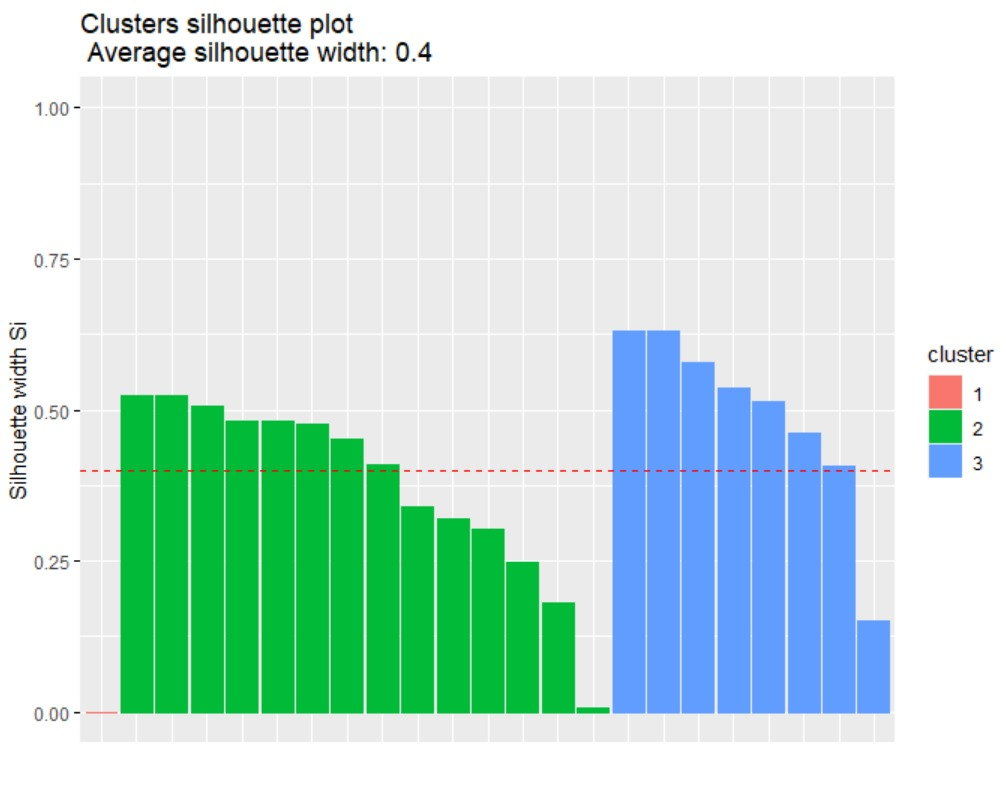 Clusters silhouette plot
Average silhouette width: 0.4
1.00
0.75
0.50
0.25
0.00
Silhouette width Si
cluster
1
2
3